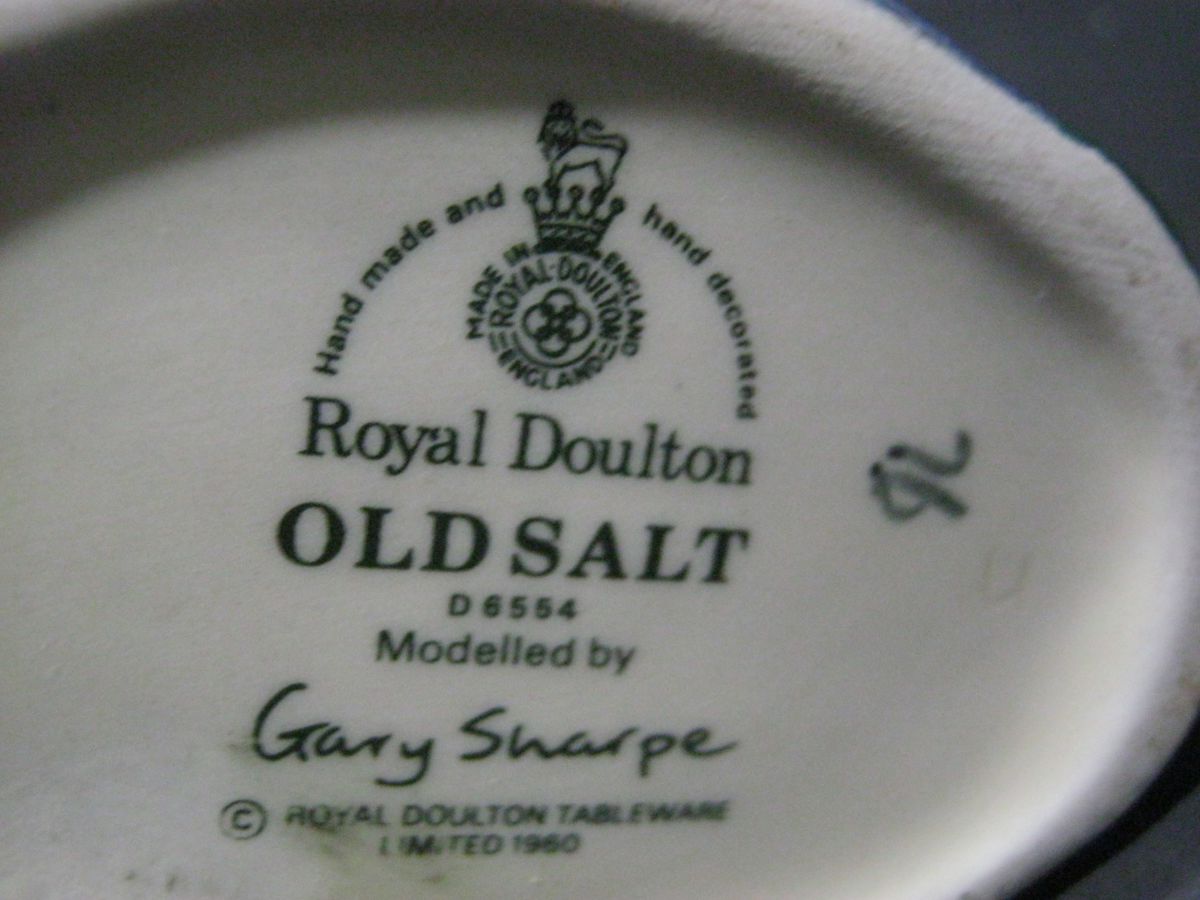 Hand made and hand decorated
MADE IN ENGLAND
ROYAL·DOULTON
ENGLAND
Royal Doulton
OLD SALT
D 6554
Modelled by
Gary Sharpe
© ROYAL DOULTON TABLEWARE
LIMITED 1960